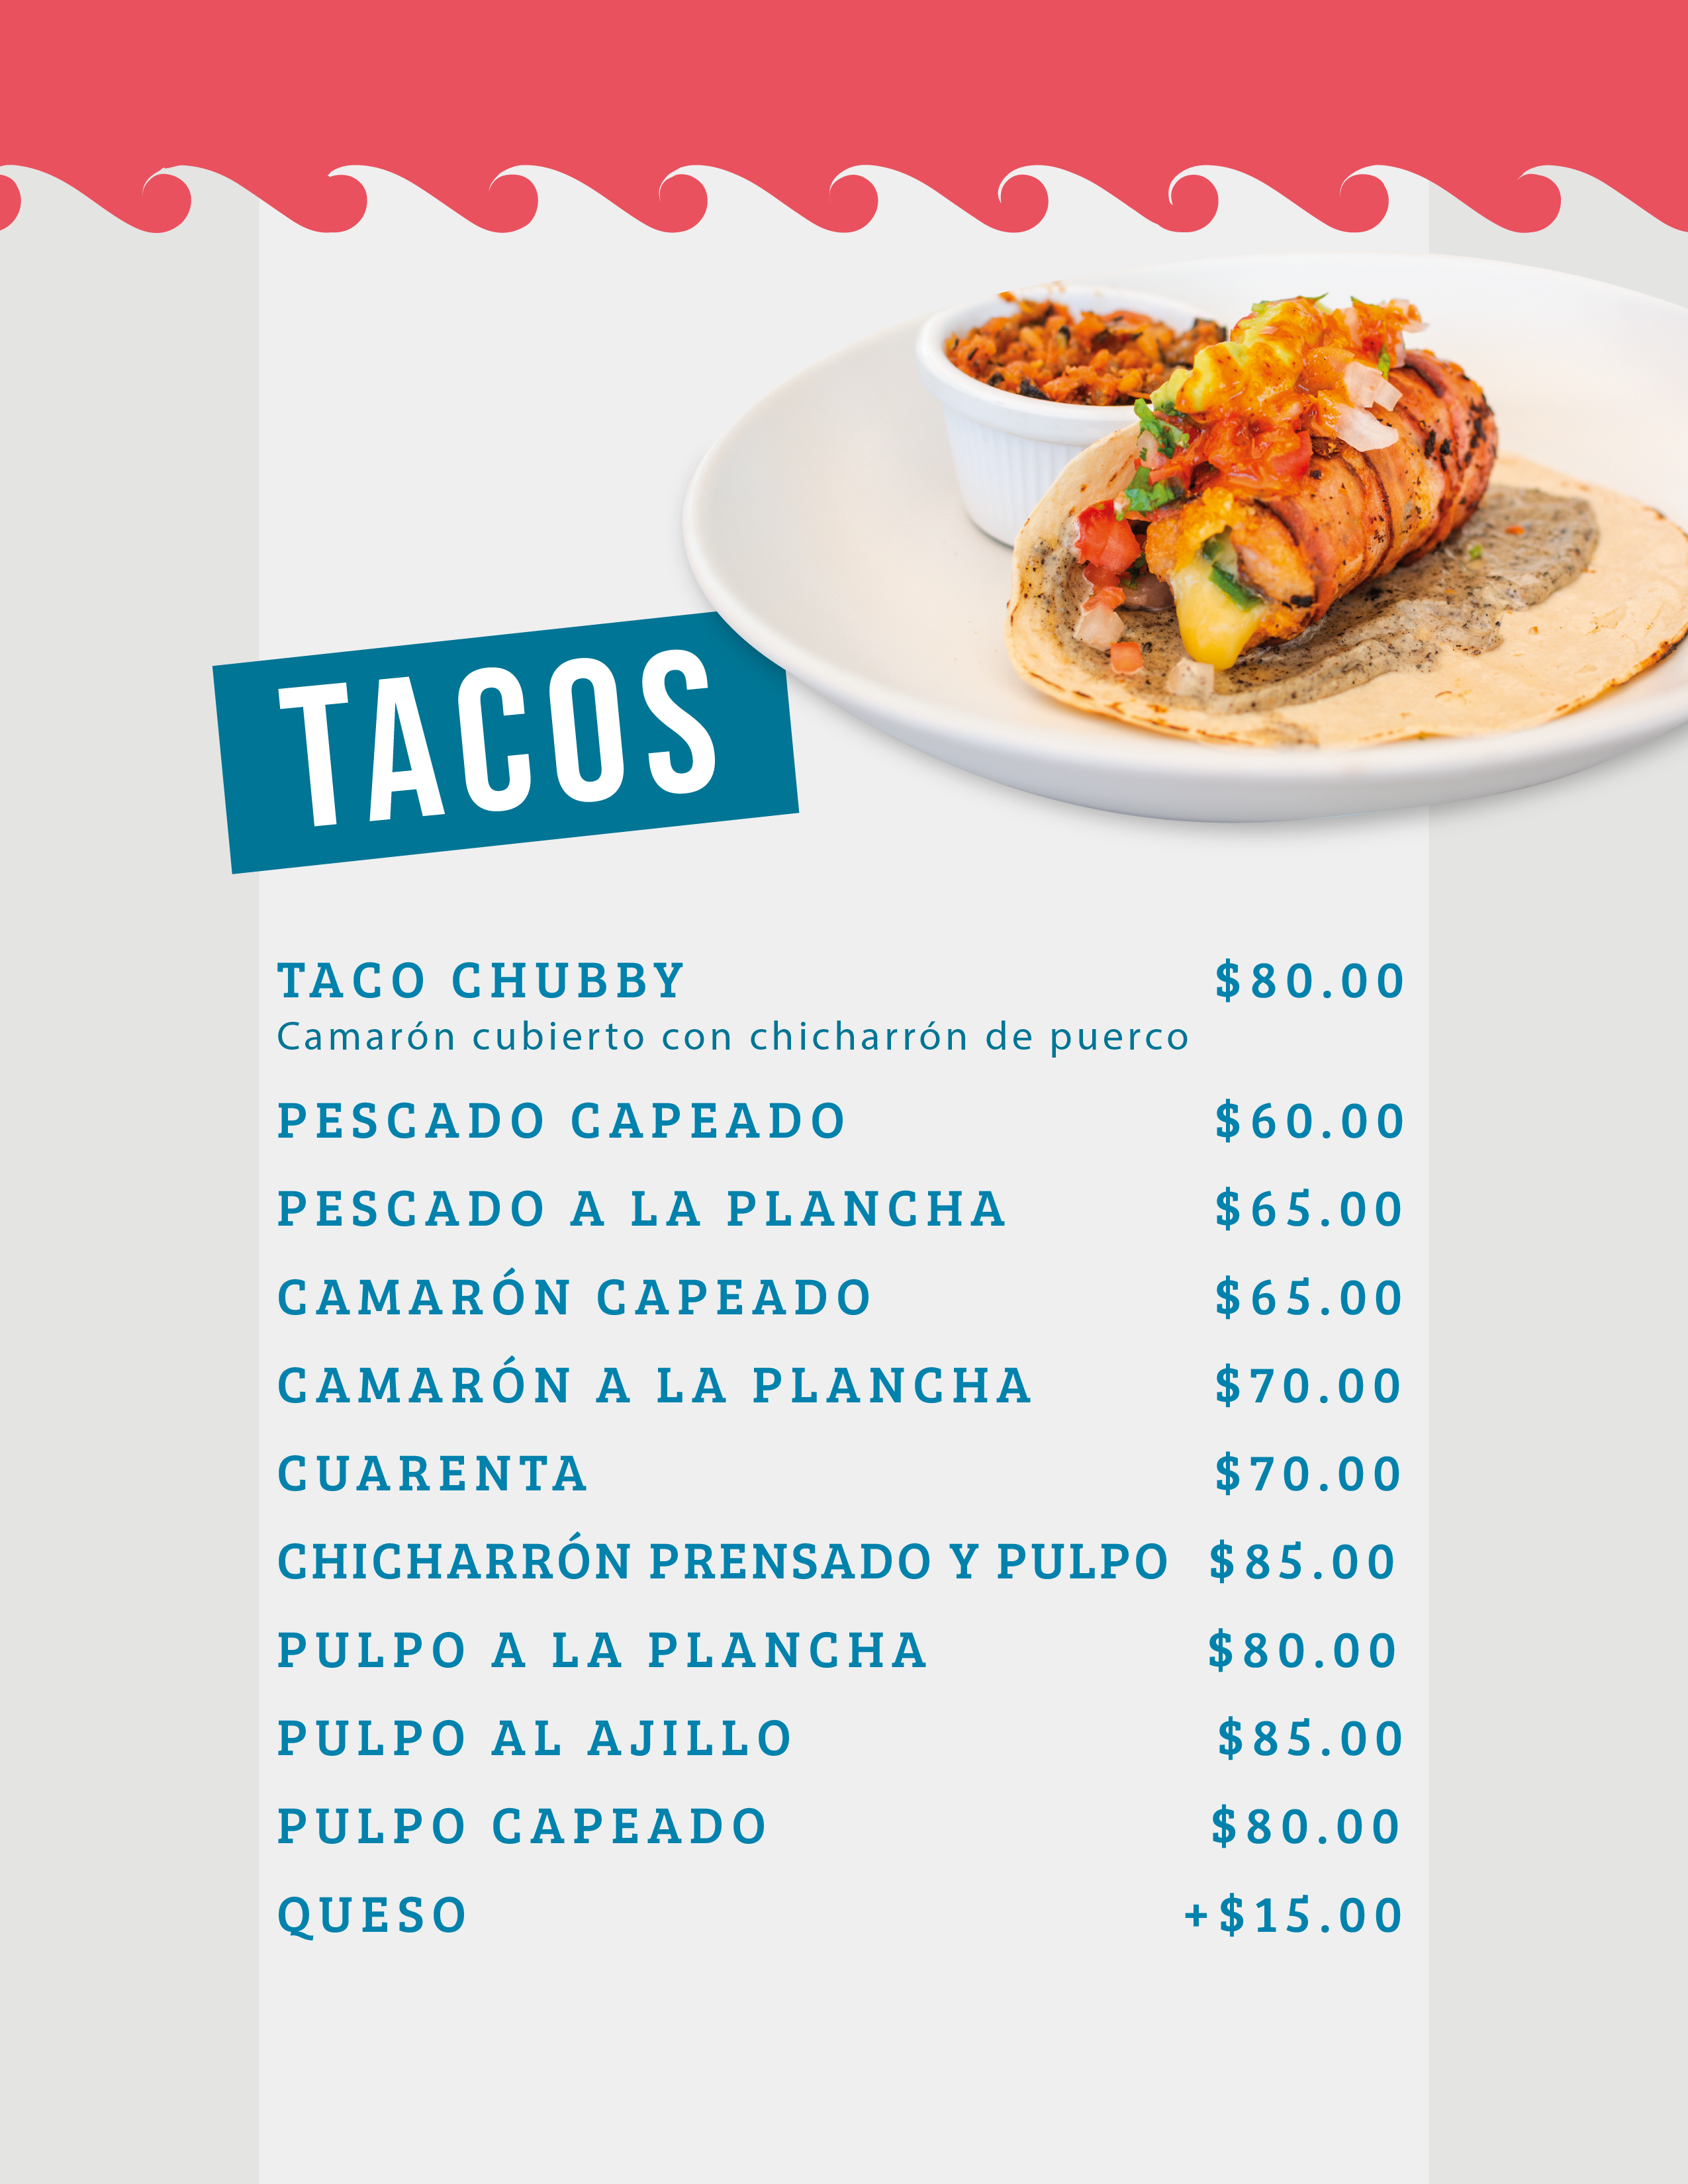 TACOS
TACO CHUBBY $80.00
Camarón cubierto con chicharrón de puerco
PESCADO CAPEADO $60.00
PESCADO A LA PLANCHA $65.00
CAMARÓN CAPEADO $65.00
CAMARÓN A LA PLANCHA $70.00
CUARENTA $70.00
CHICHARRÓN PRENSADO Y PULPO $85.00
PULPO A LA PLANCHA $80.00
PULPO AL AJILLO $85.00
PULPO CAPEADO $80.00
QUESO +$15.00